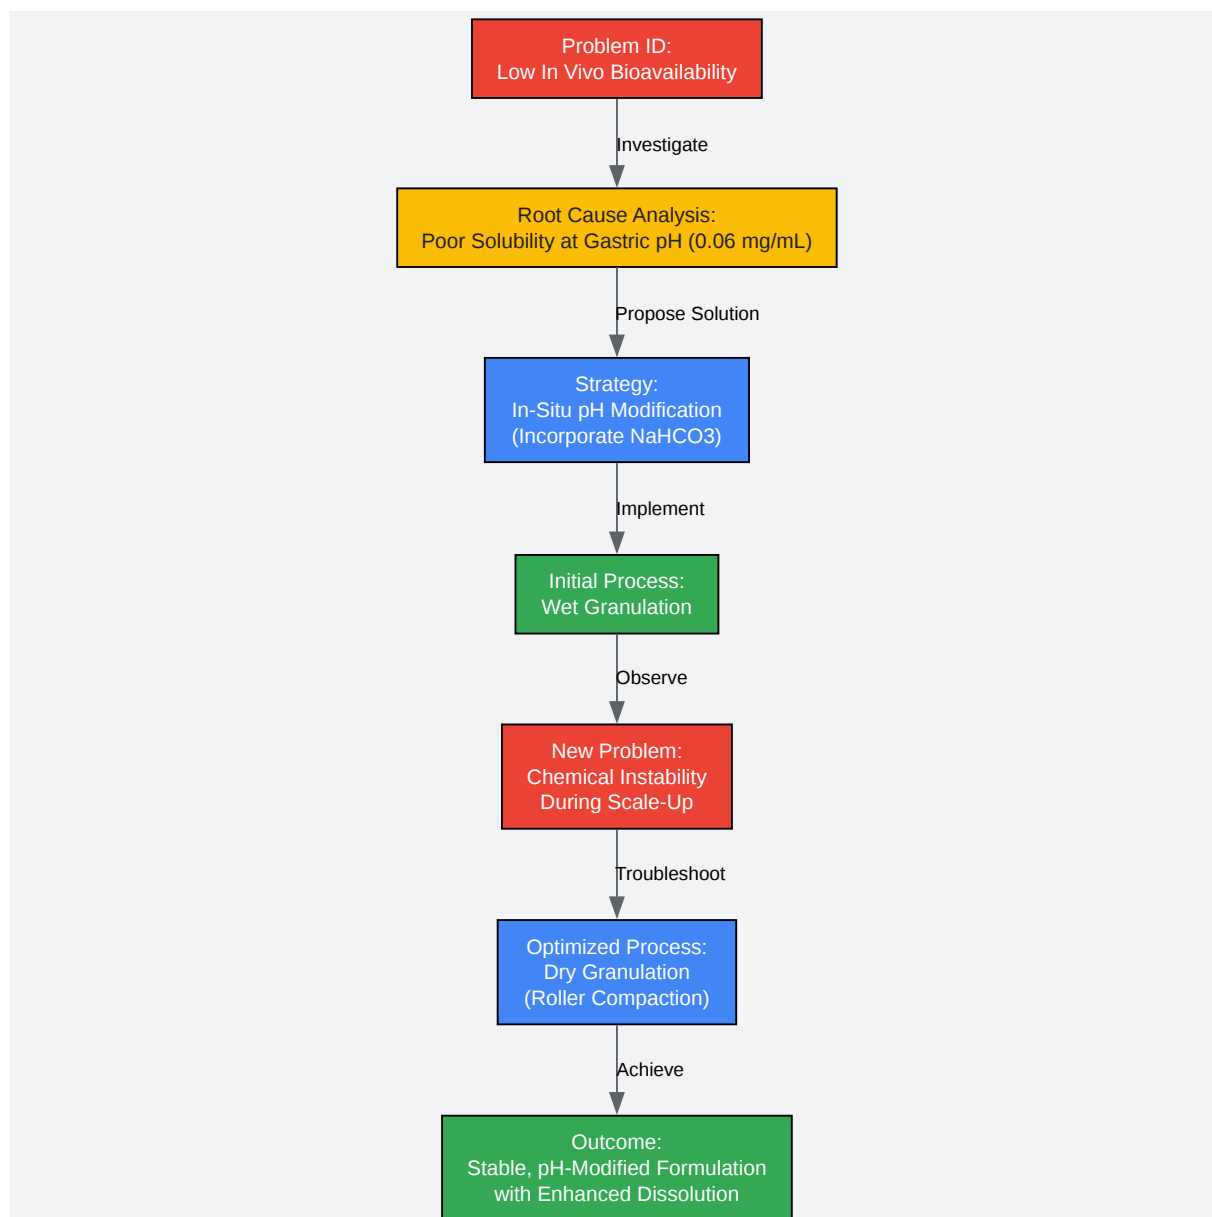 Problem ID:
Low In Vivo Bioavailability
Investigate
Root Cause Analysis:
Poor Solubility at Gastric pH (0.06 mg/mL)
Propose Solution
Strategy:
In-Situ pH Modification
(Incorporate NaHCO3)
Implement
Initial Process:
Wet Granulation
Observe
New Problem:
Chemical Instability
During Scale-Up
Troubleshoot
Optimized Process:
Dry Granulation
(Roller Compaction)
Achieve
Outcome:
Stable, pH-Modified Formulation
with Enhanced Dissolution